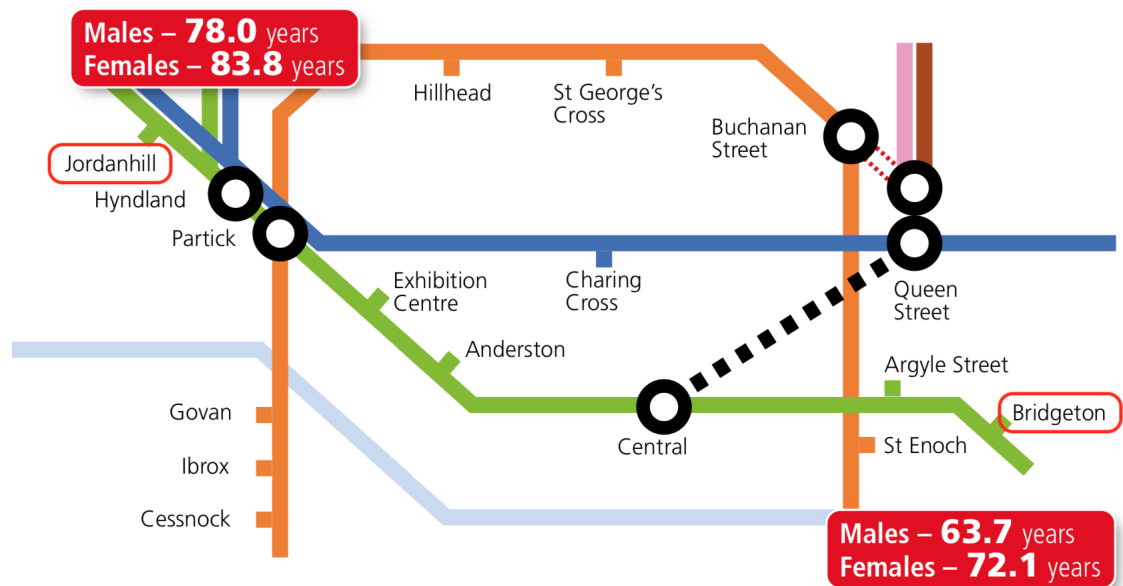 Males – 78.0 years
Females – 83.8 years
Hillhead
St George's
Cross
Buchanan
Street
Jordanhill
Hyndland
Partick
Exhibition
Centre
Charing
Cross
Queen
Street
Anderston
Argyle Street
Govan
Bridgeton
Central
St Enoch
Ibrox
Cessnock
Males – 63.7 years
Females – 72.1 years